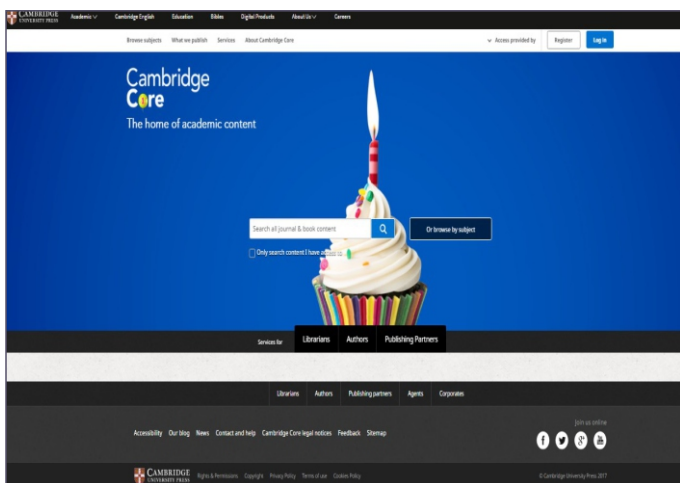 CAMBRIDGE
UNIVERSITY PRESS
Academic Cambridge English Education Bibles Digital Products About Us Careers
Browse subjects What we publish Services About Cambridge Core Access provided by Register Log in
Cambridge
Core
The home of academic content
Search all journal & book content Or browse by subject
Only search content I have access to.
Services for Librarians Authors Publishing Partners
Librarians Authors Publishing partners Agents Corporates
Join us online
Accessibility Our blog News Contact and help Cambridge Core legal notices Feedback Sitemap
CAMBRIDGE
UNIVERSITY PRESS
Rights & Permissions Copyright Privacy Policy Terms of use Cookies Policy © Cambridge University Press 2017